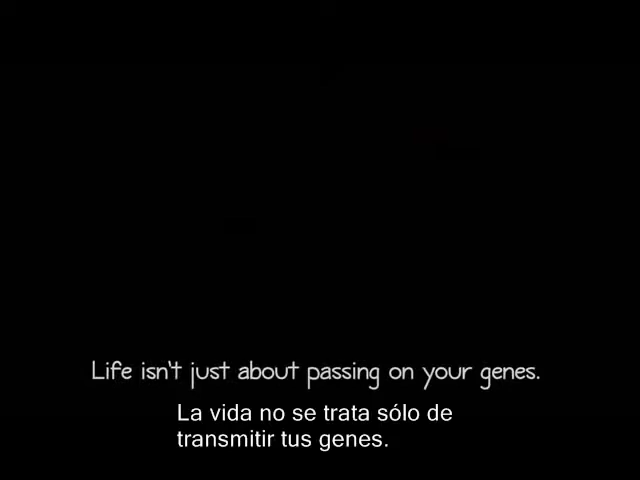 Life isn't just about passing on your genes.
La vida no se trata sólo de
transmitir tus genes.